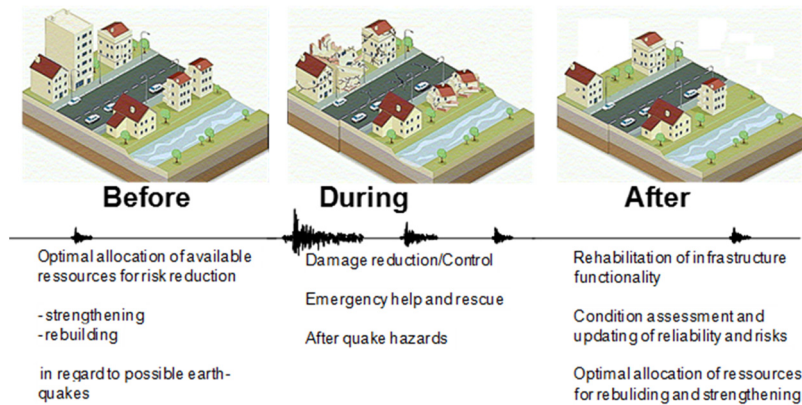 Before
Optimal allocation of available
ressources for risk reduction
-strengthening
-rebuilding
in regard to possible earth-
quakes
During
Damage reduction/Control
Emergency help and rescue
After quake hazards
After
Rehabilitation of infrastructure
functionality
Condition assessment and
updating of reliability and risks
Optimal allocation of ressources
for rebuliding and strengthening